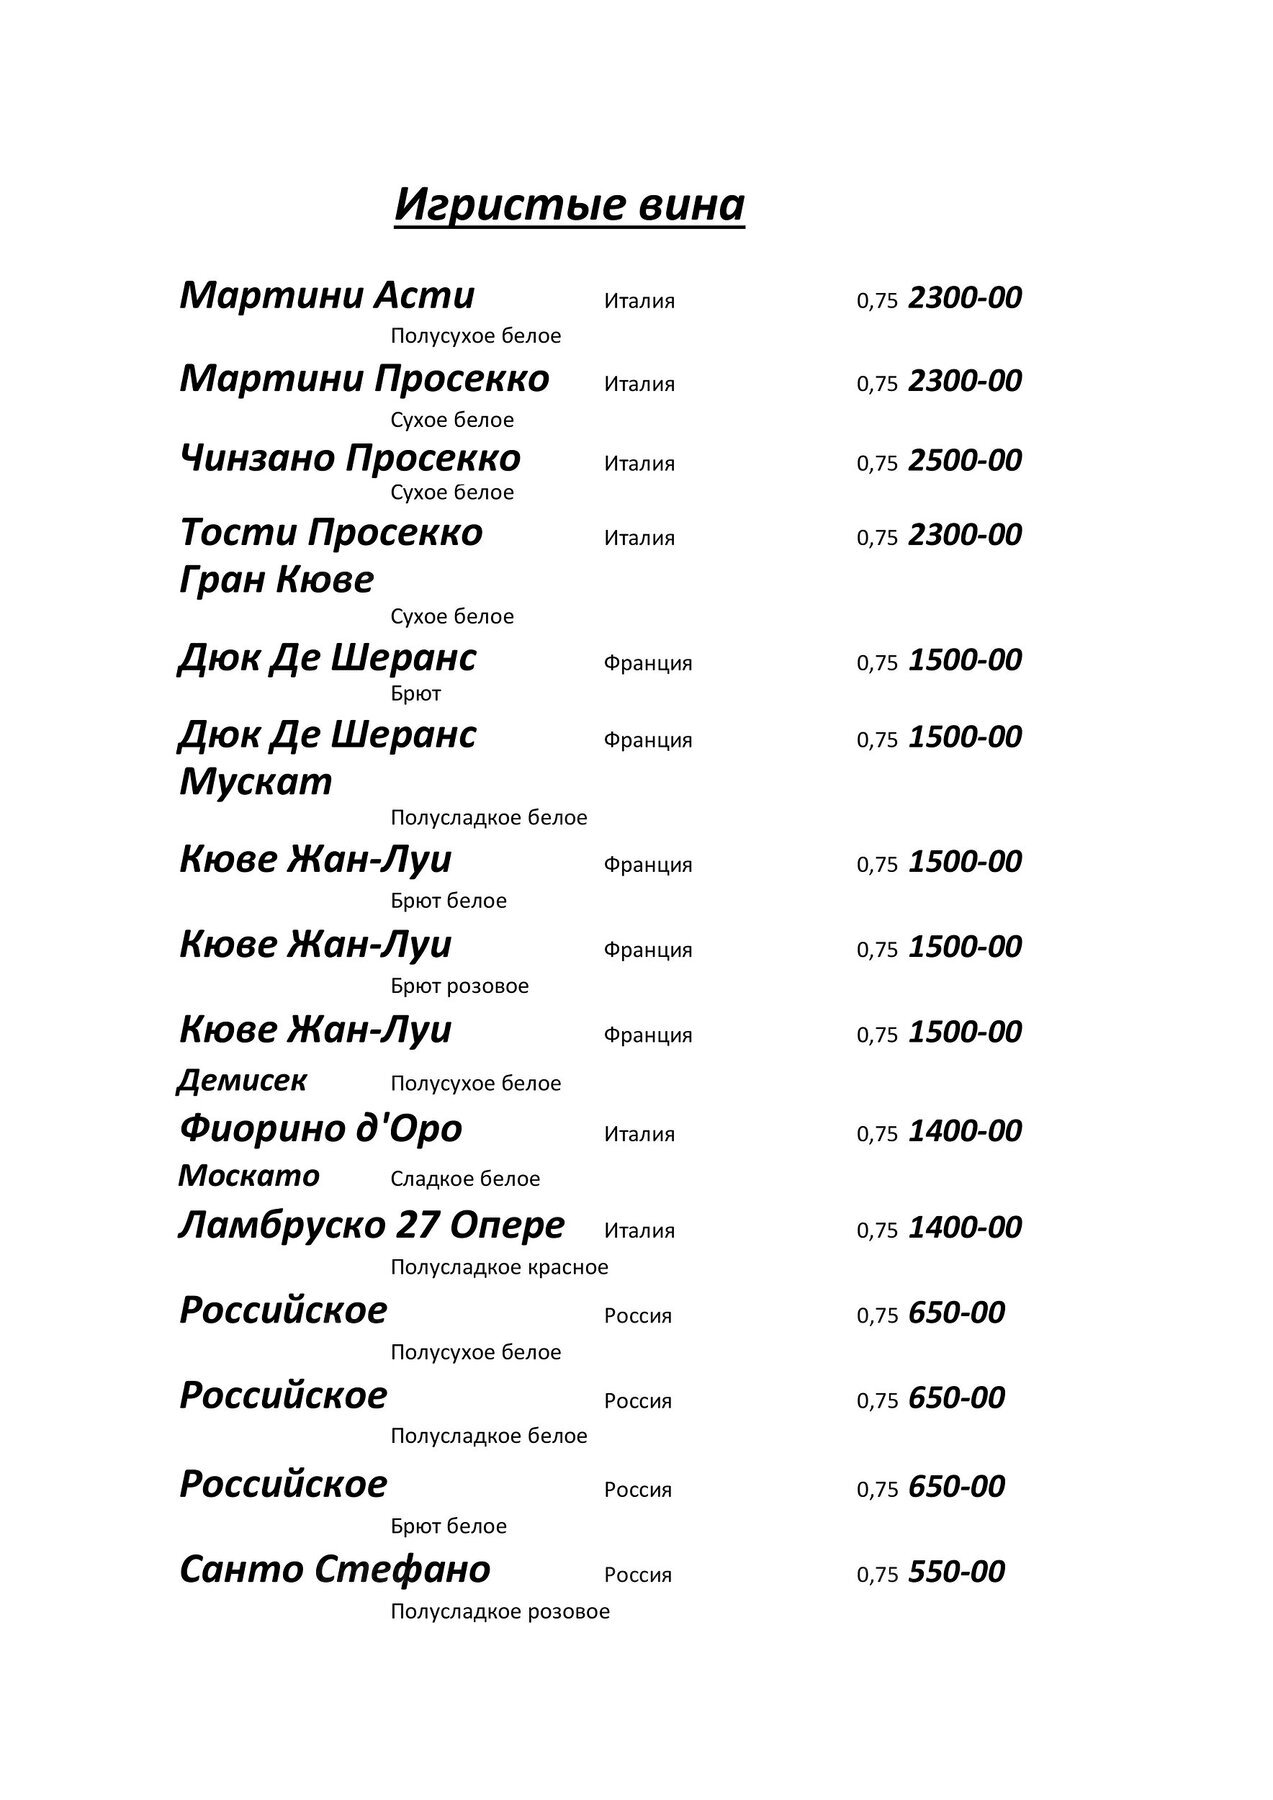 Игристые вина
Мартини Асти Италия 0,75 2300-00
Полусухое белое
Мартини Просекко Италия 0,75 2300-00
Сухое белое
Чинзано Просекко Италия 0,75 2500-00
Сухое белое
Тости Просекко Италия 0,75 2300-00
Гран Кюве
Сухое белое
Дюк Де Шеранс Франция 0,75 1500-00
Брют
Дюк Де Шеранс Франция 0,75 1500-00
Мускат
Полусладкое белое
Кюве Жан-Луи Франция 0,75 1500-00
Брют белое
Кюве Жан-Луи Франция 0,75 1500-00
Брют розовое
Кюве Жан-Луи Франция 0,75 1500-00
Демисек Полусухое белое
Фиорино д'Оро Италия 0,75 1400-00
Москато Сладкое белое
Ламбруско 27 Опере Италия 0,75 1400-00
Полусладкое красное
Российское Россия 0,75 650-00
Полусухое белое
Российское Россия 0,75 650-00
Полусладкое белое
Российское Россия 0,75 650-00
Брют белое
Санто Стефано Россия 0,75 550-00
Полусладкое розовое